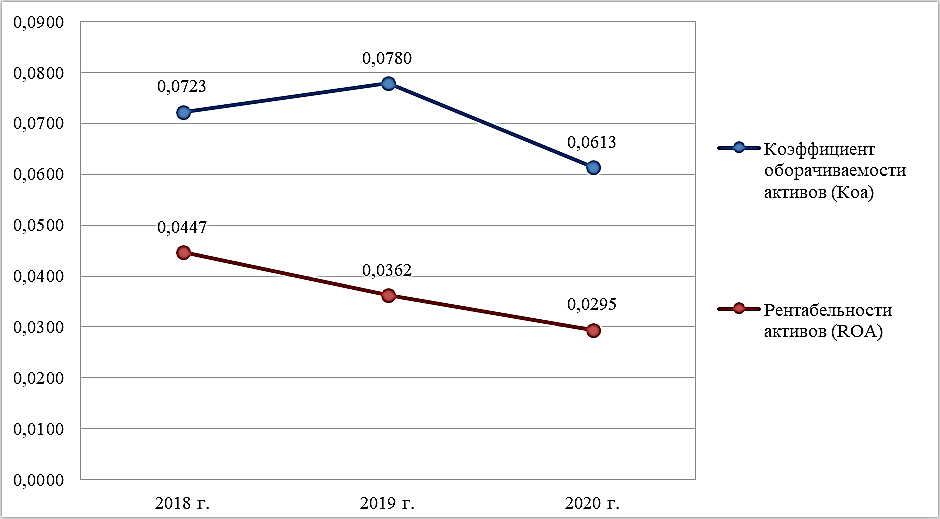 0,0900
0,0800
0,0700
0,0600
0,0500
0,0400
0,0300
0,0200
0,0100
0,0000
0,0723
0,0780
0,0613
0,0447
0,0362
0,0295
2018 г.
2019 г.
2020 г.
Коэффициент
оборачиваемости
активов (Коа)
Рентабельности
активов (ROA)